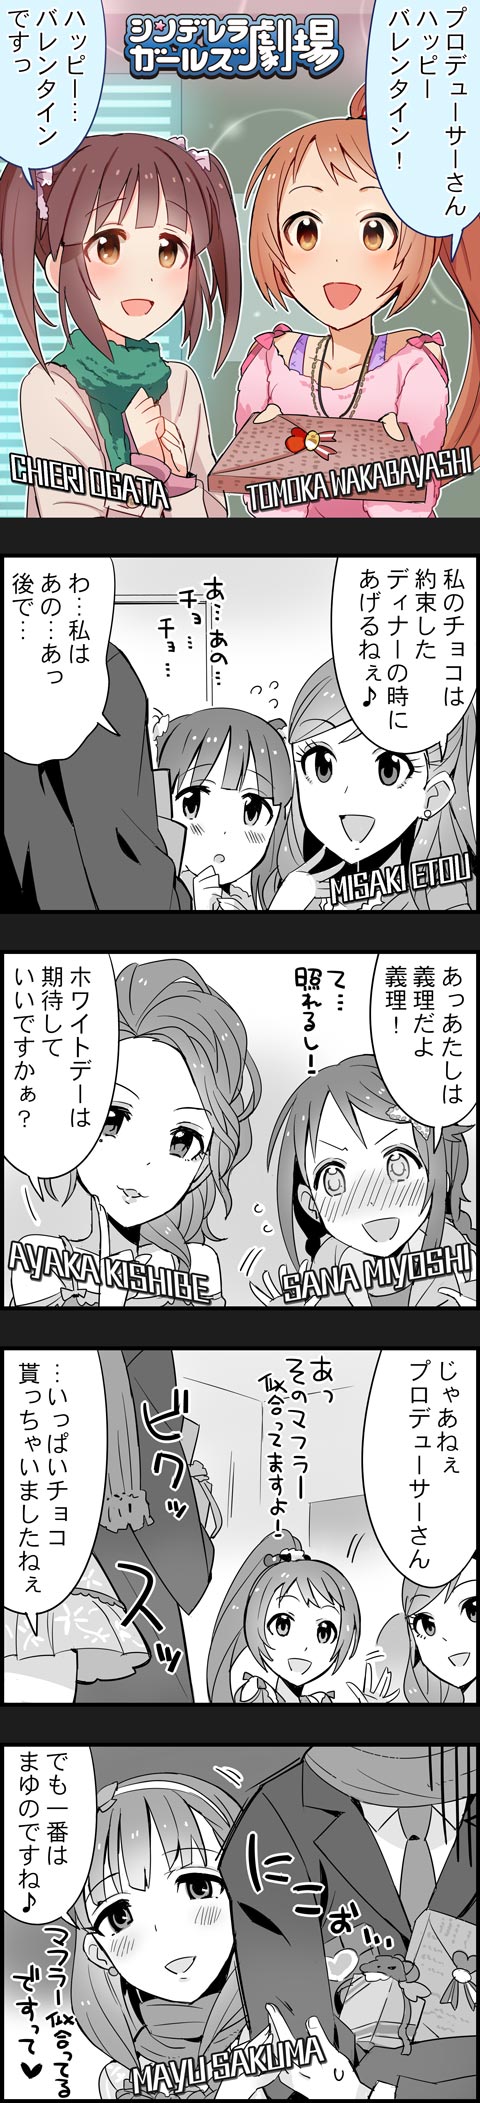 シンデレラ
ガールズ劇場
プロデューサーさん
ハッピー
バレンタイン！
ハッピー…
バレンタイン
ですっ
CHIERI OGATA
TOMOKA WAKABAYASHI
私のチョコは
約束した
ディナーの時に
あげるねぇ♪
あ…あの…
チョ…
チョ…
わ…私は
あの…あっ
後で…
MISAKI ETOU
あっあたしは
義理だよ
義理！
て…
照れるし！
ホワイトデーは
期待して
いいですかぁ？
AYAKA KISHIBE
SANA MIYOSHI
じゃあねぇ
プロデューサーさん
あっ
そのマフラー
似合ってますよ！
ビクッ
スッ
…いっぱいチョコ
貰っちゃいましたねぇ
にこぉ…
でも一番は
まゆのですね♪
マフラー似合ってる
ですって♥
MAYU SAKUMA